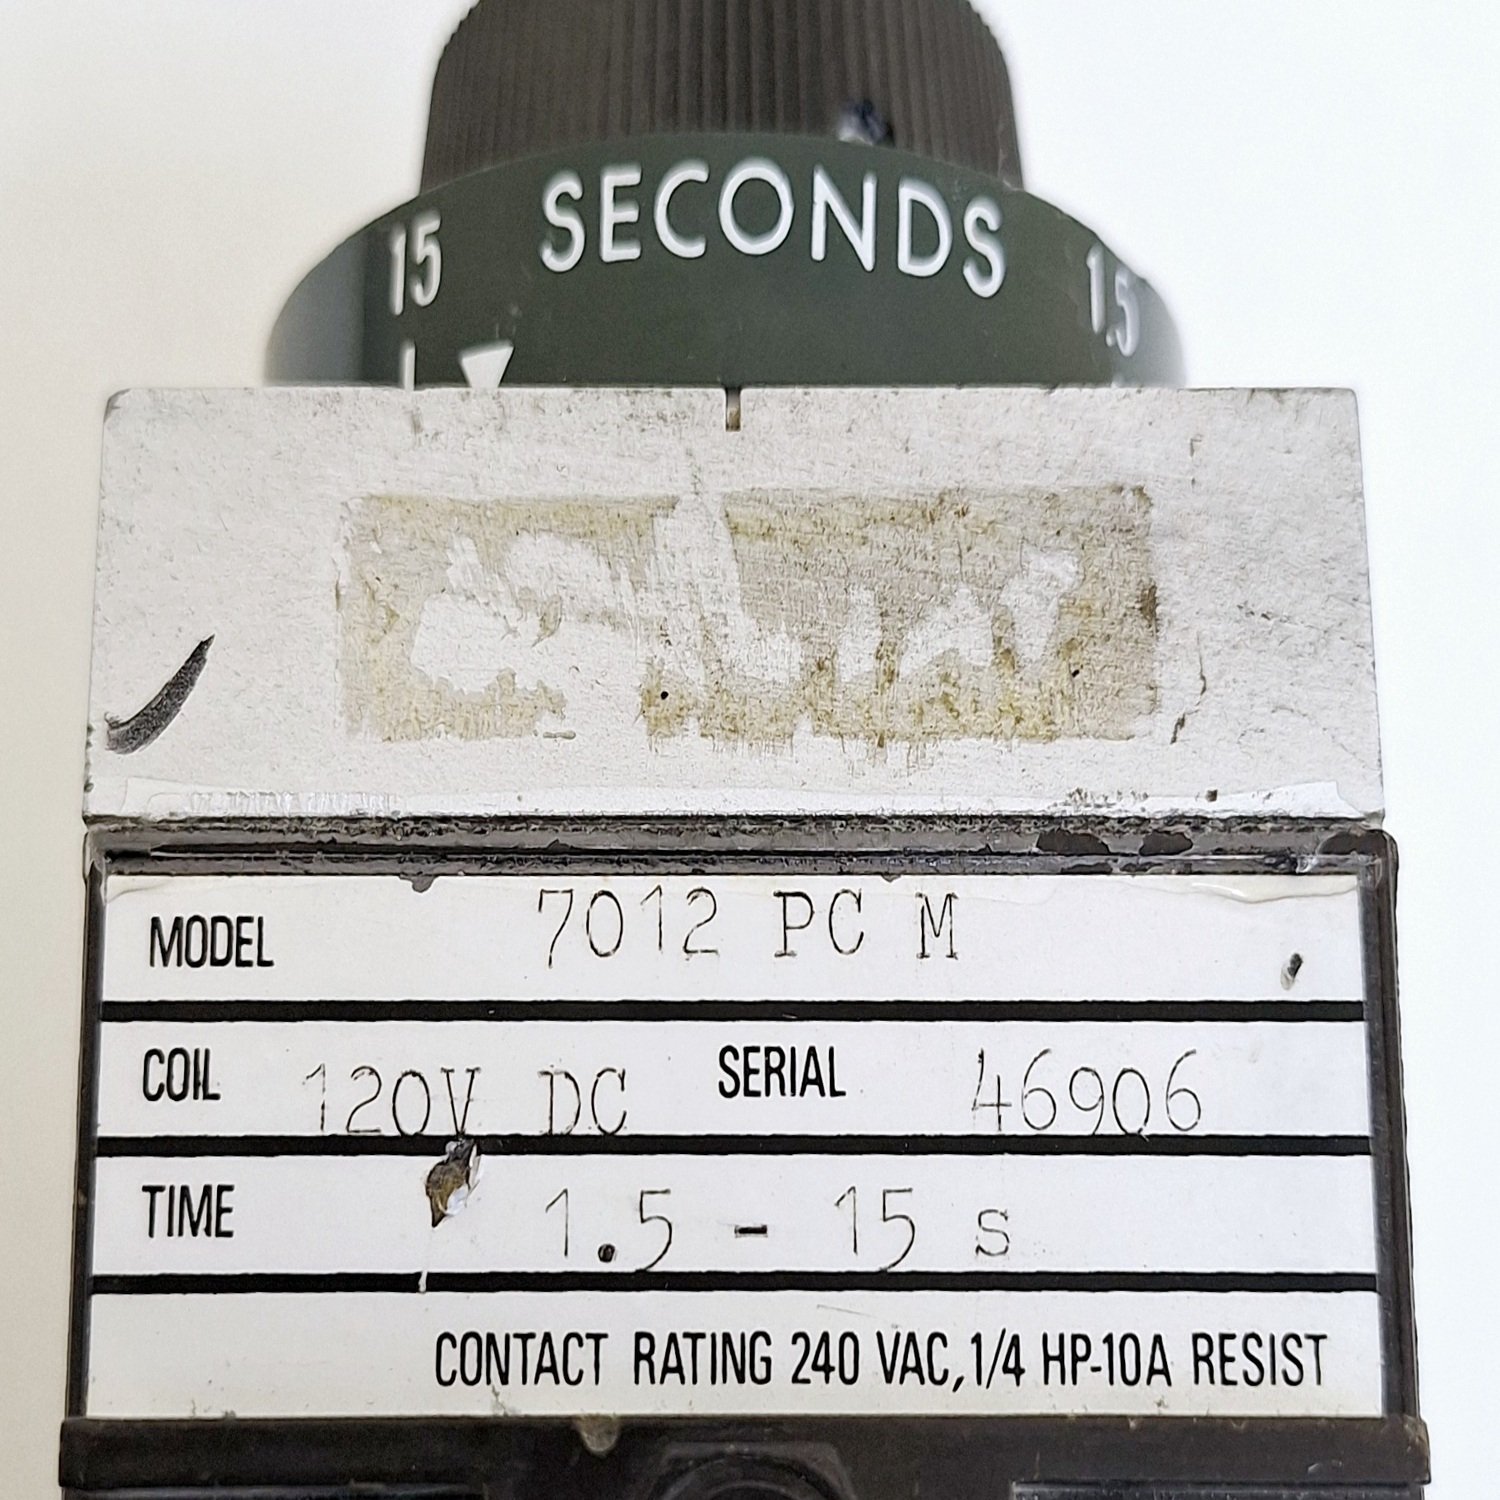 SECONDS
15 1.5
MODEL 7012 PC M
COIL 120V DC SERIAL 46906
TIME 1.5 - 15 s
CONTACT RATING 240 VAC, 1/4 HP-10A RESIST